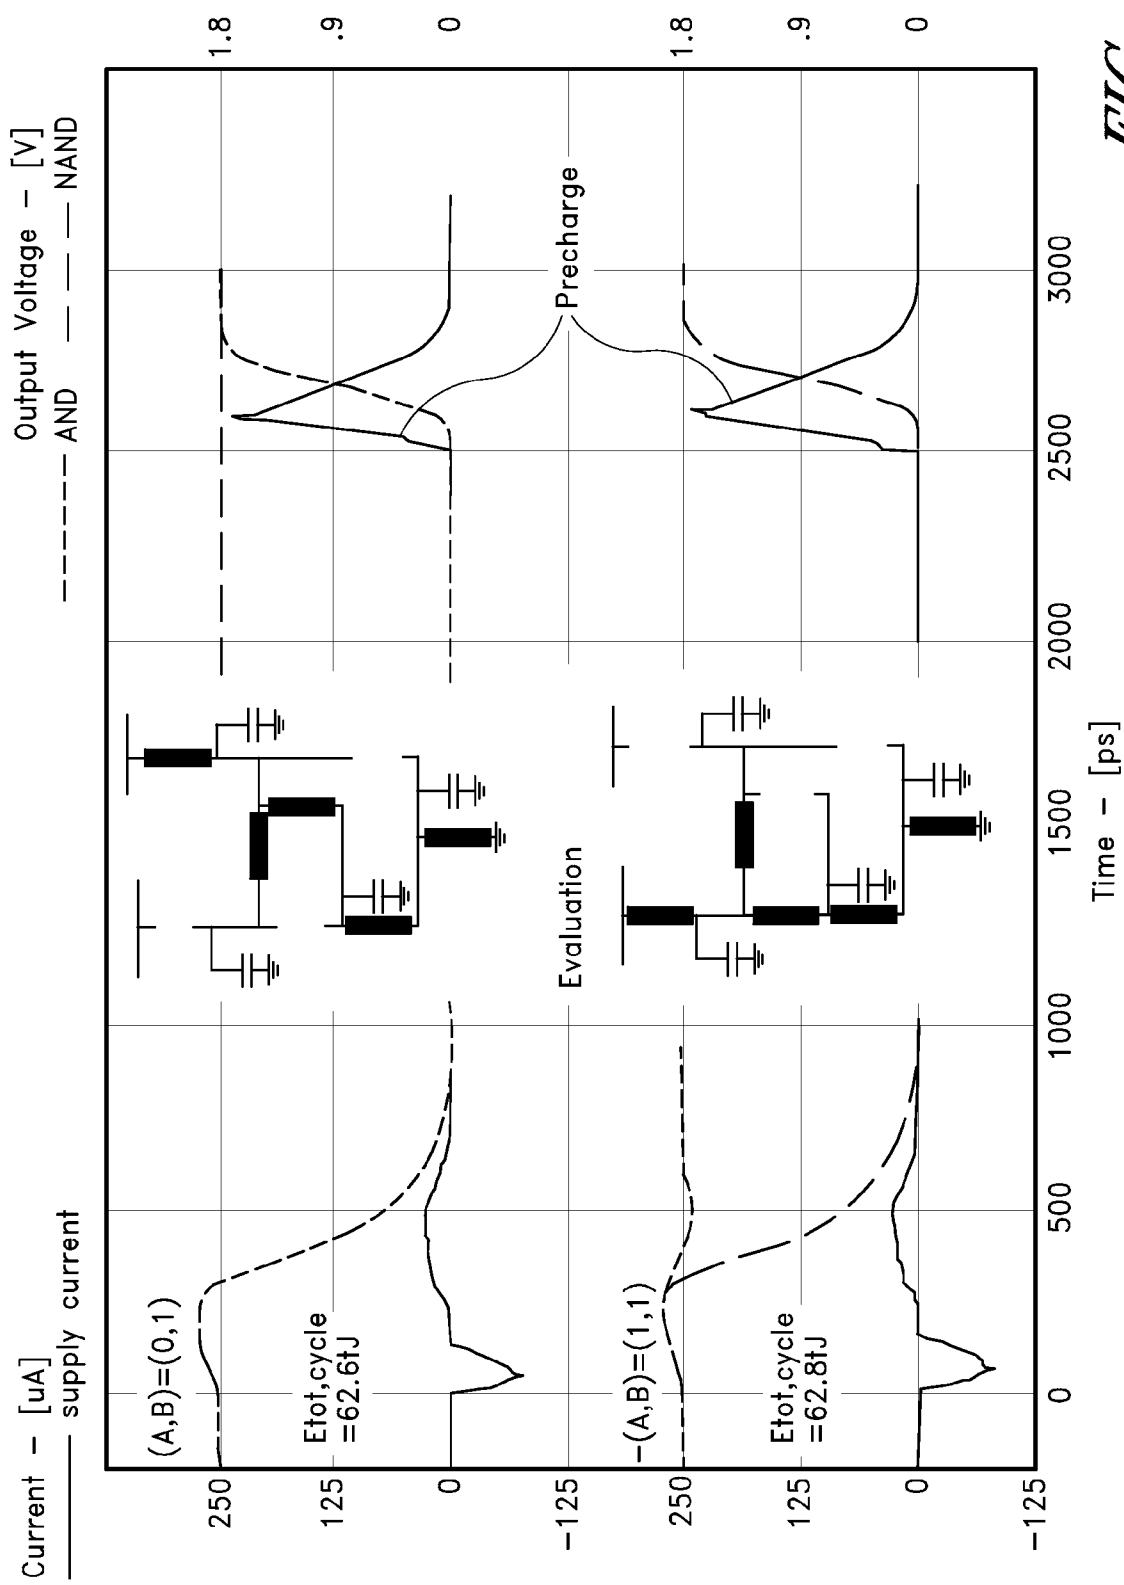 Current – [uA]
——— supply current
Output Voltage – [V]
------- AND — — — NAND
250
125
0
-125
1.8
.9
0
(A,B)=(0,1)
Etot,cycle
=62.6fJ
Precharge
Evaluation
250
125
0
-125
1.8
.9
0
–(A,B)=(1,1)
Etot,cycle
=62.8fJ
0
500
1000
1500
2000
2500
3000
Time – [ps]